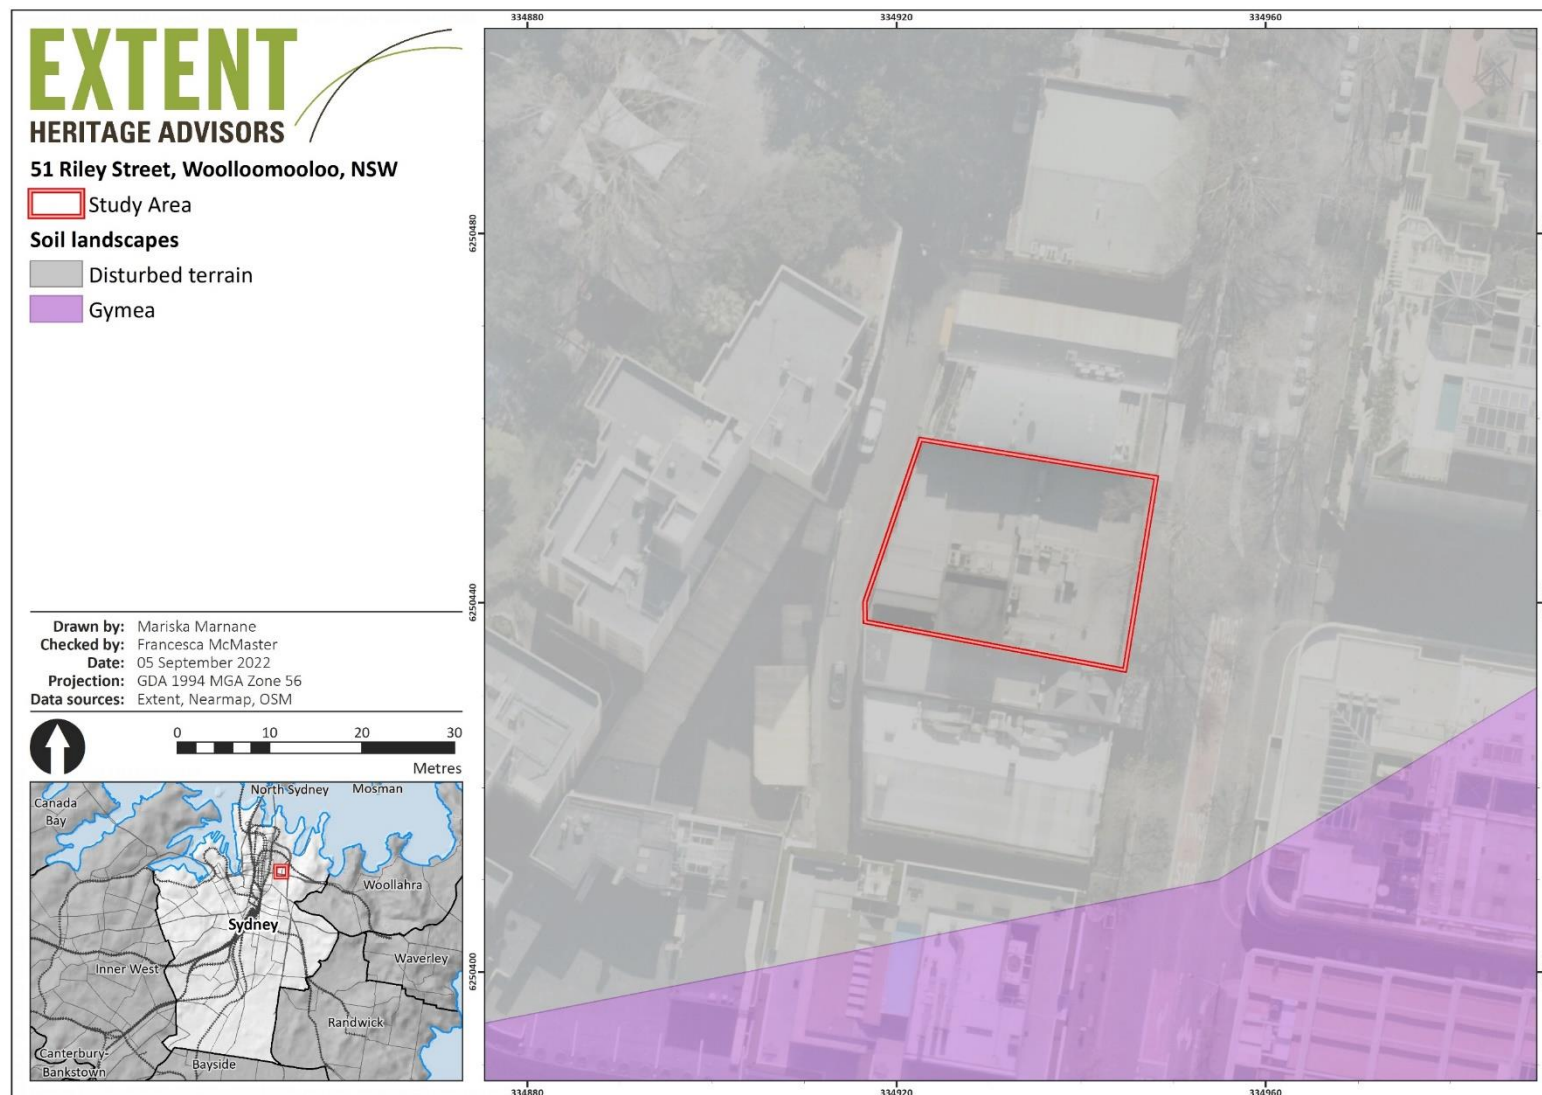 EXTENT
HERITAGE ADVISORS
51 Riley Street, Woolloomooloo, NSW
Study Area
Soil landscapes
Disturbed terrain
Gymea
Drawn by: Mariska Marnane
Checked by: Francesca McMaster
Date: 05 September 2022
Projection: GDA 1994 MGA Zone 56
Data sources: Extent, Nearmap, OSM
0 10 20 30
Metres
North Sydney Mosman
Canada
Bay
Woollahra
Sydney
Waverley
Inner West
Randwick
Canterbury-
Bankstown
Bayside
334880 334920 334960
6250480
6250440
6250400
334880 334920 334960